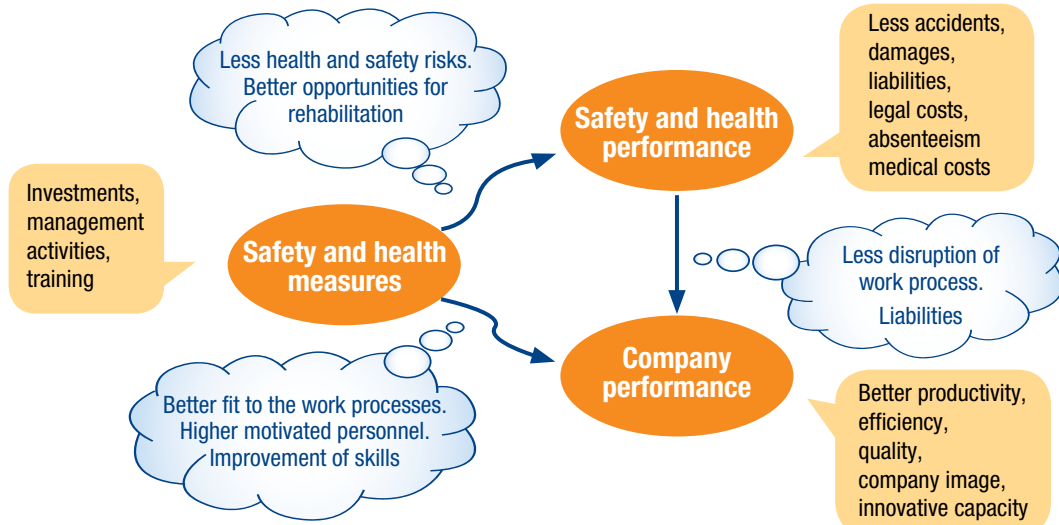 Less health and safety risks.
Better opportunities for
rehabilitation
Safety and health
performance
Less accidents,
damages,
liabilities,
legal costs,
absenteeism
medical costs
Investments,
management
activities,
training
Safety and health
measures
Less disruption of
work process.
Liabilities
Better fit to the work processes.
Higher motivated personnel.
Improvement of skills
Company
performance
Better productivity,
efficiency,
quality,
company image,
innovative capacity